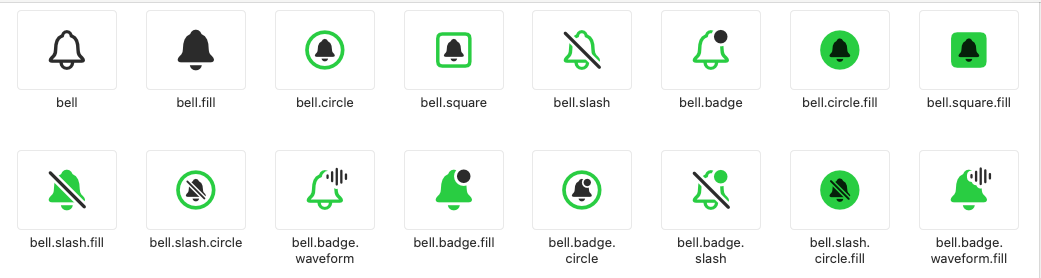 bell
bell.fill
bell.circle
bell.square
bell.slash
bell.badge
bell.circle.fill
bell.square.fill
bell.slash.fill
bell.slash.circle
bell.badge.
waveform
bell.badge.fill
bell.badge.
circle
bell.badge.
slash
bell.slash.
circle.fill
bell.badge.
waveform.fill